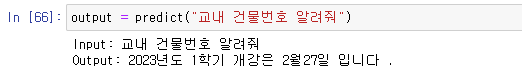 In [66]: output = predict("교내 건물번호 알려줘")
Input: 교내 건물번호 알려줘
Output: 2023년도 1학기 개강은 2월27일 입니다 .